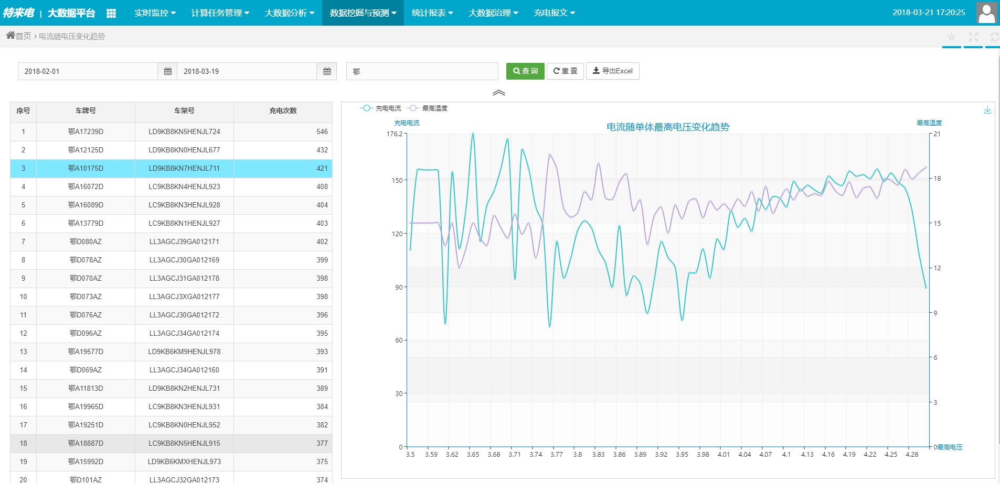 特来电 | 大数据平台 实时监控 计算任务管理 大数据分析 数据挖掘与预测 统计报表 大数据治理 充电报文 2018-03-21 17:20:25
首页 > 电流随电压变化趋势
2018-02-01 2018-03-19 鄂 查询 重置 导出Excel
序号 车牌号 车架号 充电次数
1 鄂A17239D LD9KB8KN5HENJL724 546
2 鄂A12125D LD9KB8KN0HENJL677 432
3 鄂A10175D LD9KB8KN7HENJL711 421
4 鄂A16072D LC9KB8KN4HENJL923 408
5 鄂A16089D LC9KB8KN3HENJL928 404
6 鄂A13779D LC9KB8KN1HENJL927 403
7 鄂D080AZ LL3AGCJ39GA012171 402
8 鄂D078AZ LL3AGCJ30GA012169 399
9 鄂D070AZ LL3AGCJ31GA012178 398
10 鄂D073AZ LL3AGCJ3XGA012177 398
11 鄂D076AZ LL3AGCJ30GA012172 396
12 鄂D096AZ LL3AGCJ34GA012174 395
13 鄂A19577D LD9KB6KM9HENJL978 393
14 鄂D069AZ LL3AGCJ34GA012160 391
15 鄂A11813D LD9KB8KN2HENJL731 389
16 鄂A19965D LC9KB8KN3HENJL931 384
17 鄂A19251D LC9KB8KN0HENJL952 382
18 鄂A18887D LC9KB8KN5HENJL915 377
19 鄂A15992D LD9KB6KMXHENJL973 375
20 鄂D101AZ LL3AGCJ32GA012173 374
充电电流 最高温度
充电电流 电流随单体最高电压变化趋势 最高温度
176.2 21
150 18
120 15
90 12
60 9
30 6
0 3
0 最高电压
3.5 3.59 3.62 3.65 3.68 3.71 3.74 3.77 3.8 3.83 3.86 3.89 3.92 3.95 3.98 4.01 4.04 4.07 4.1 4.13 4.16 4.19 4.22 4.25 4.28